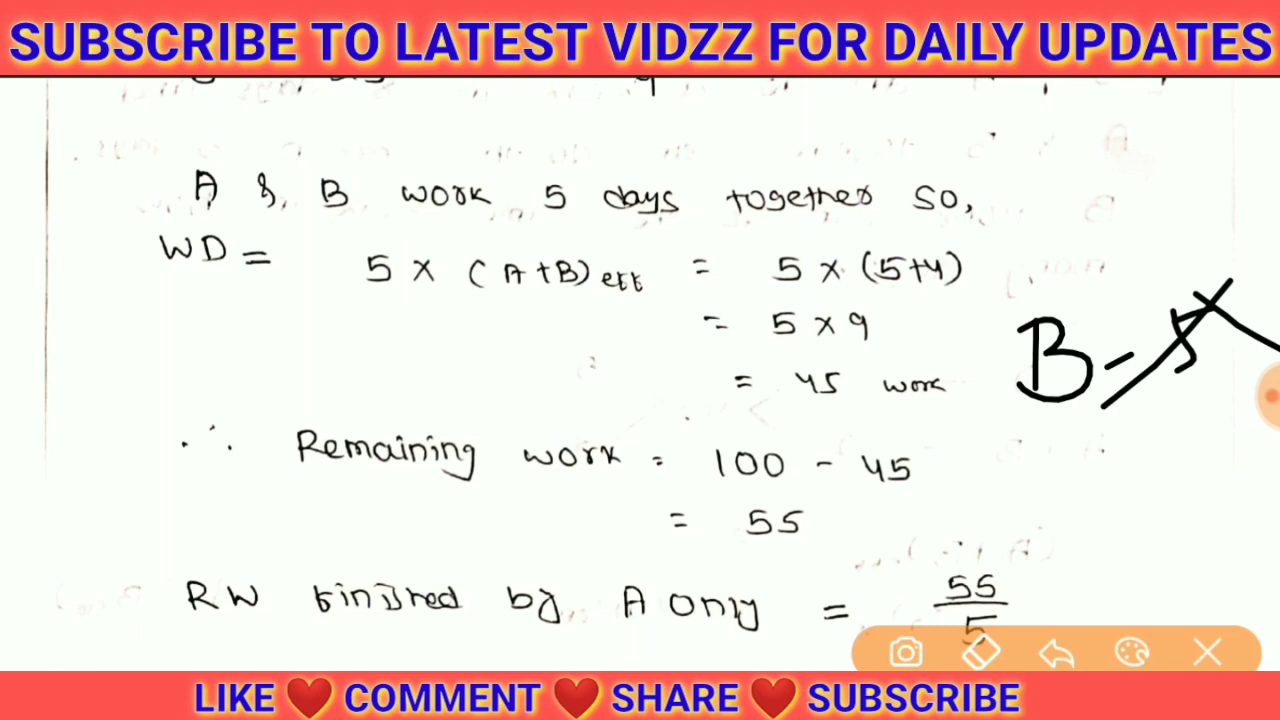 SUBSCRIBE TO LATEST VIDZZ FOR DAILY UPDATES
A & B work 5 days together so,
WD = 5 × (A+B) eff = 5 × (5+4)
= 5 × 9
= 45 work
B = 5
∴ Remaining work = 100 - 45
= 55
RW finished by A only = 55/5
LIKE ❤ COMMENT ❤ SHARE ❤ SUBSCRIBE